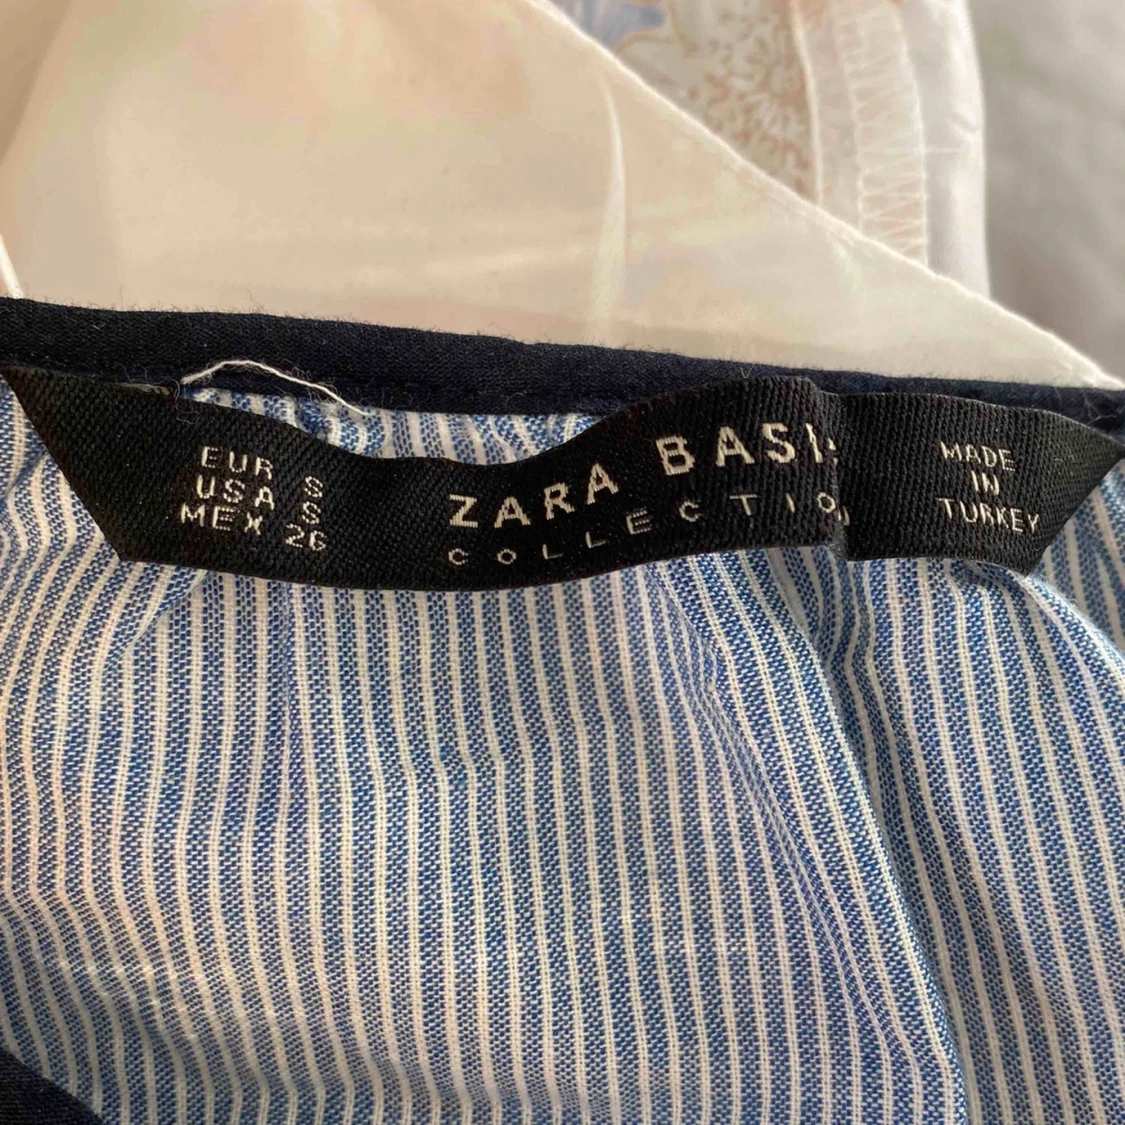 EUR S
USA S
MEX 26
ZARA BASI
COLLECTIO
MADE
IN
TURKEY